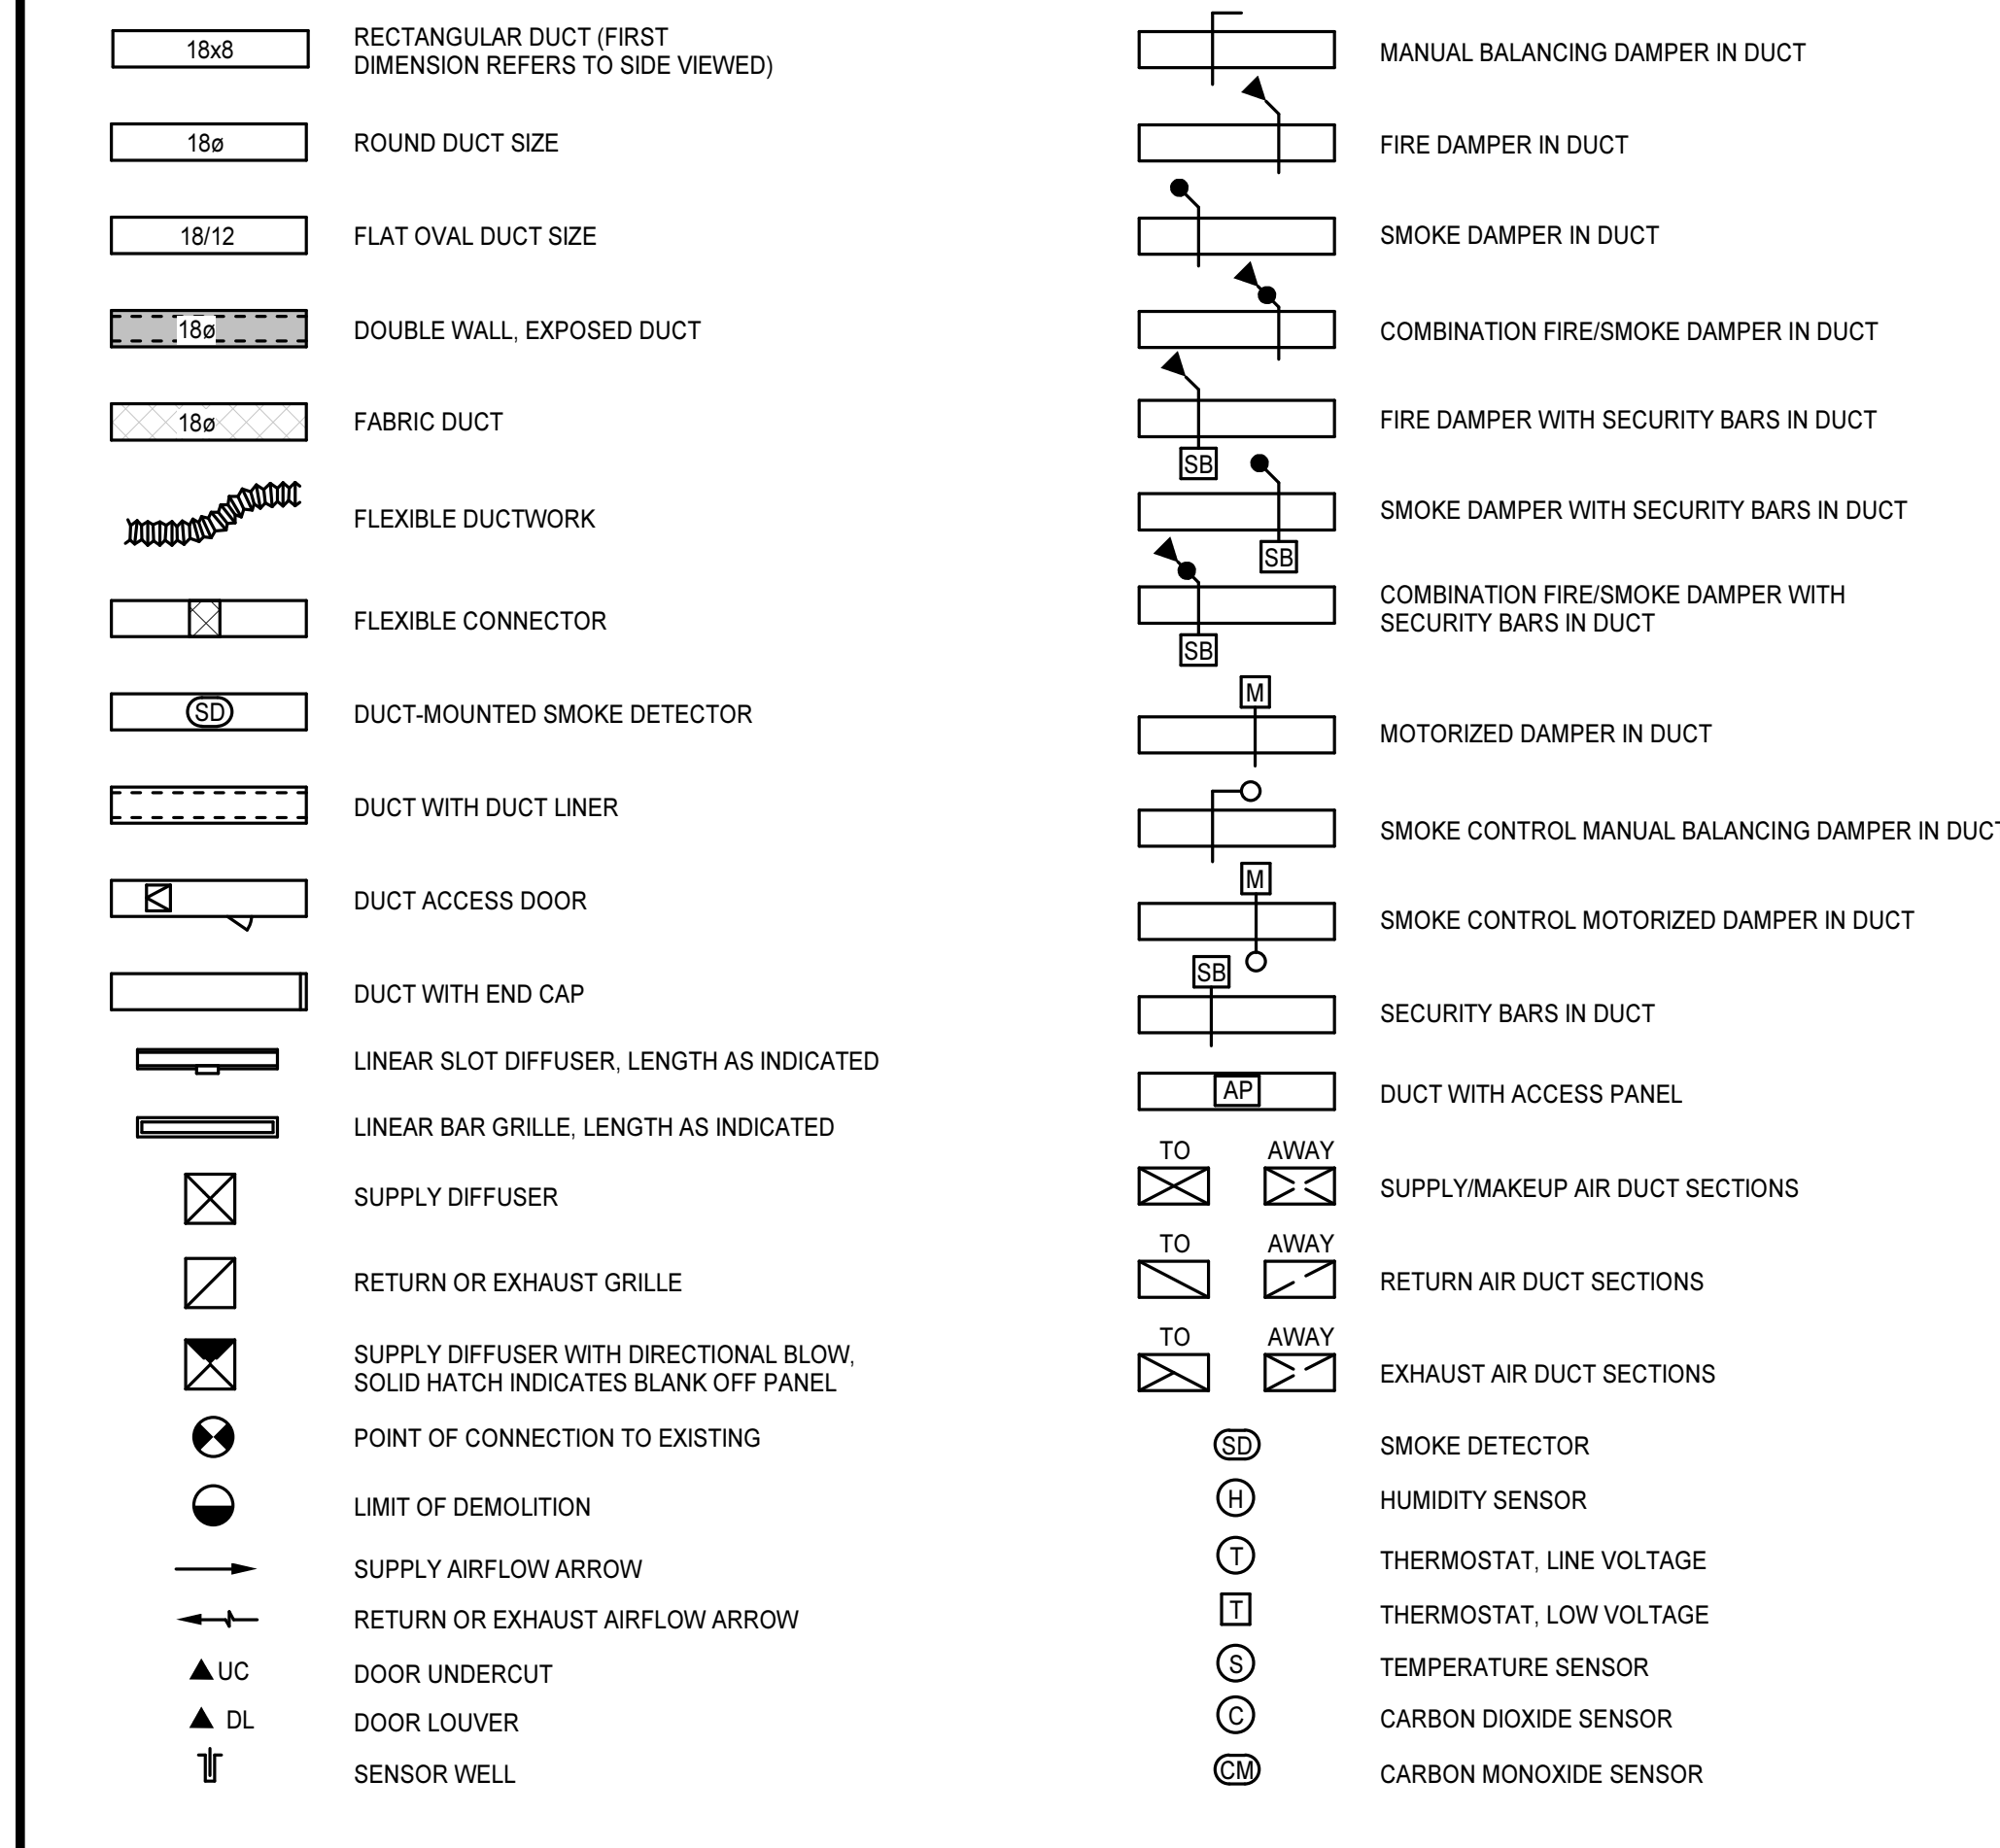 18x8
RECTANGULAR DUCT (FIRST
DIMENSION REFERS TO SIDE VIEWED)
18ø
ROUND DUCT SIZE
18/12
FLAT OVAL DUCT SIZE
18ø
DOUBLE WALL, EXPOSED DUCT
18ø
FABRIC DUCT
FLEXIBLE DUCTWORK
FLEXIBLE CONNECTOR
SD
DUCT-MOUNTED SMOKE DETECTOR
DUCT WITH DUCT LINER
DUCT ACCESS DOOR
DUCT WITH END CAP
LINEAR SLOT DIFFUSER, LENGTH AS INDICATED
LINEAR BAR GRILLE, LENGTH AS INDICATED
SUPPLY DIFFUSER
RETURN OR EXHAUST GRILLE
SUPPLY DIFFUSER WITH DIRECTIONAL BLOW,
SOLID HATCH INDICATES BLANK OFF PANEL
POINT OF CONNECTION TO EXISTING
LIMIT OF DEMOLITION
SUPPLY AIRFLOW ARROW
RETURN OR EXHAUST AIRFLOW ARROW
UC
DOOR UNDERCUT
DL
DOOR LOUVER
SENSOR WELL
MANUAL BALANCING DAMPER IN DUCT
FIRE DAMPER IN DUCT
SMOKE DAMPER IN DUCT
COMBINATION FIRE/SMOKE DAMPER IN DUCT
FIRE DAMPER WITH SECURITY BARS IN DUCT
SB
SMOKE DAMPER WITH SECURITY BARS IN DUCT
SB
COMBINATION FIRE/SMOKE DAMPER WITH
SECURITY BARS IN DUCT
SB
M
MOTORIZED DAMPER IN DUCT
SMOKE CONTROL MANUAL BALANCING DAMPER IN DUCT
M
SMOKE CONTROL MOTORIZED DAMPER IN DUCT
SB
SECURITY BARS IN DUCT
AP
DUCT WITH ACCESS PANEL
TO AWAY
SUPPLY/MAKEUP AIR DUCT SECTIONS
TO AWAY
RETURN AIR DUCT SECTIONS
TO AWAY
EXHAUST AIR DUCT SECTIONS
SD
SMOKE DETECTOR
H
HUMIDITY SENSOR
T
THERMOSTAT, LINE VOLTAGE
T
THERMOSTAT, LOW VOLTAGE
S
TEMPERATURE SENSOR
C
CARBON DIOXIDE SENSOR
CM
CARBON MONOXIDE SENSOR